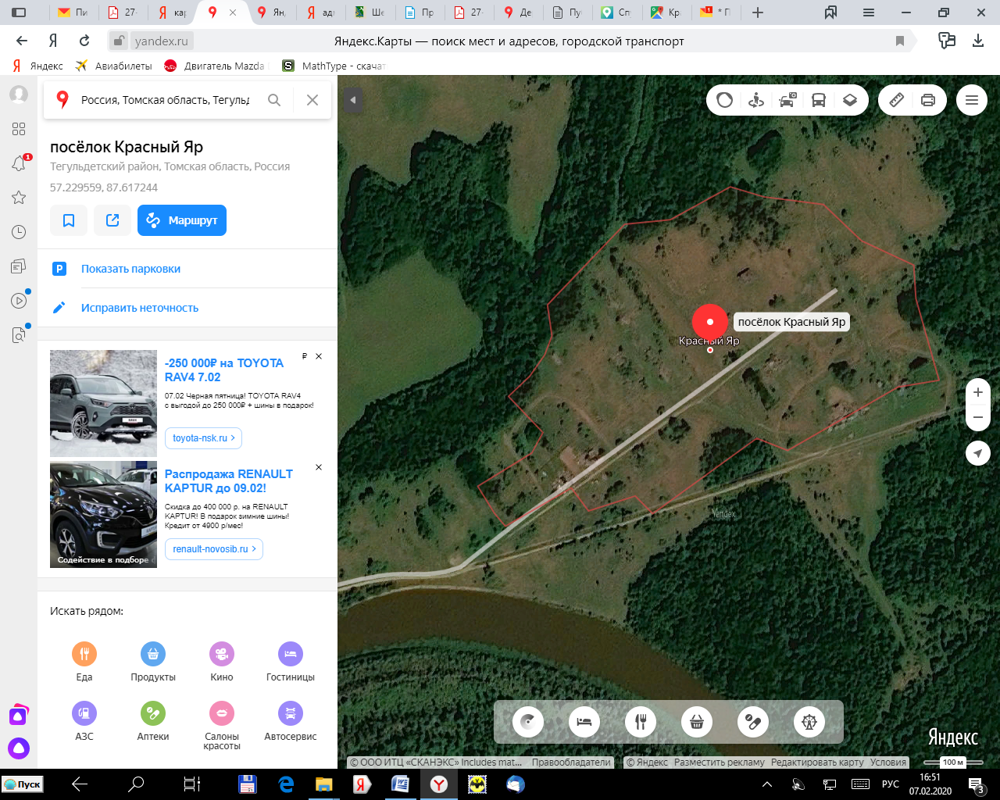 Пи
27-
кар
Ян
адм
Ше
Пр
27-
Де
Пу
Сп
Кр
* П
yandex.ru
Яндекс.Карты — поиск мест и адресов, городской транспорт
Яндекс
Авиабилеты
Двигатель Mazda
MathType - скачат
Россия, Томская область, Тегульд
посёлок Красный Яр
Тегульдетский район, Томская область, Россия
57.229559, 87.617244
Маршрут
Показать парковки
Исправить неточность
-250 000₽ на TOYOTA
RAV4 7.02
₽
07.02 Черная пятница! TOYOTA RAV4
с выгодой до 250 000₽ + шины в подарок!
toyota-nsk.ru
Распродажа RENAULT
KAPTUR до 09.02!
Скидка до 400 000 р. на RENAULT
KAPTUR! В подарок зимние шины!
Кредит от 4900 р/мес!
renault-novosib.ru
Содействие в подборе
Искать рядом:
Еда
Продукты
Кино
Гостиницы
АЗС
Аптеки
Салоны
красоты
Автосервис
посёлок Красный Яр
Красный Яр
Yandex
Яндекс
© ООО ИТЦ «СКАНЭКС» Includes mat...
Правообладатели
© Яндекс
Разместить рекламу
Редактировать карту
Условия
100 м
Пуск
РУС
16:51
07.02.2020
3
1
1